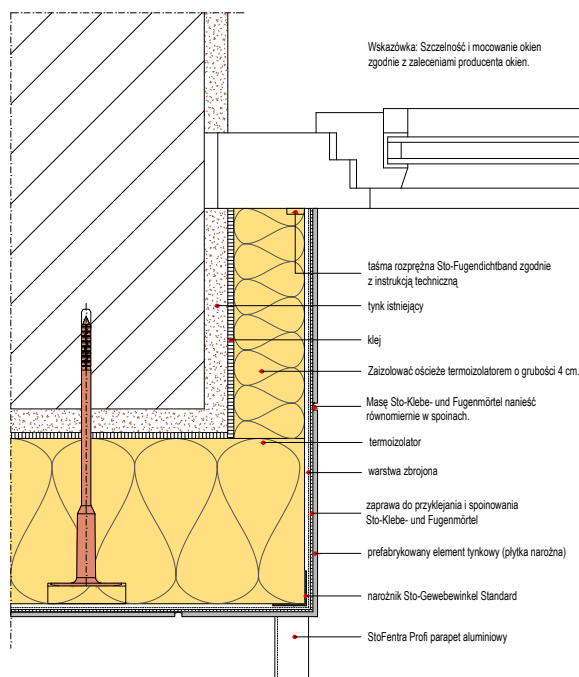 Wskazówka: Szczelność i mocowanie okien
zgodnie z zaleceniami producenta okien.
taśma rozprężna Sto-Fugendichtband zgodnie
z instrukcją techniczną
tynk istniejący
klej
Zaizolować ościeże termoizolatorem o grubości 4 cm.
Masę Sto-Klebe- und Fugenmörtel nanieść
równomiernie w spoinach.
termoizolator
warstwa zbrojona
zaprawa do przyklejania i spoinowania
Sto-Klebe- und Fugenmörtel
prefabrykowany element tynkowy (płytka narożna)
narożnik Sto-Gewebewinkel Standard
StoFentra Profi parapet aluminiowy